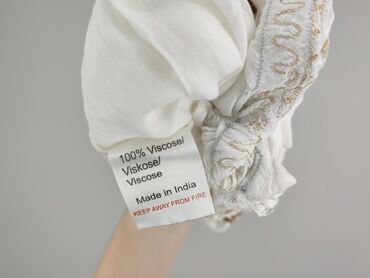 100% Viscose/
Viskose/
Viscose
Made in India
KEEP AWAY FROM FIRE